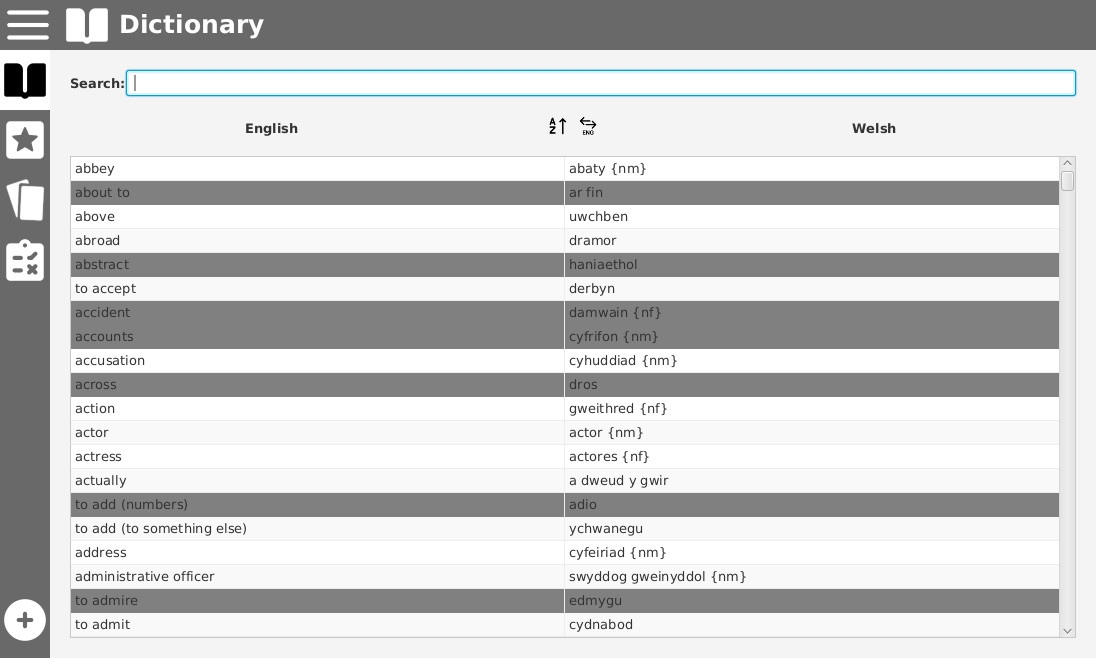 Dictionary
Search:
English A Z ENG Welsh
abbey abaty {nm}
about to ar fin
above uwchben
abroad dramor
abstract haniaethol
to accept derbyn
accident damwain {nf}
accounts cyfrifon {nm}
accusation cyhuddiad {nm}
across dros
action gweithred {nf}
actor actor {nm}
actress actores {nf}
actually a dweud y gwir
to add (numbers) adio
to add (to something else) ychwanegu
address cyfeiriad {nm}
administrative officer swyddog gweinyddol {nm}
to admire edmygu
to admit cydnabod